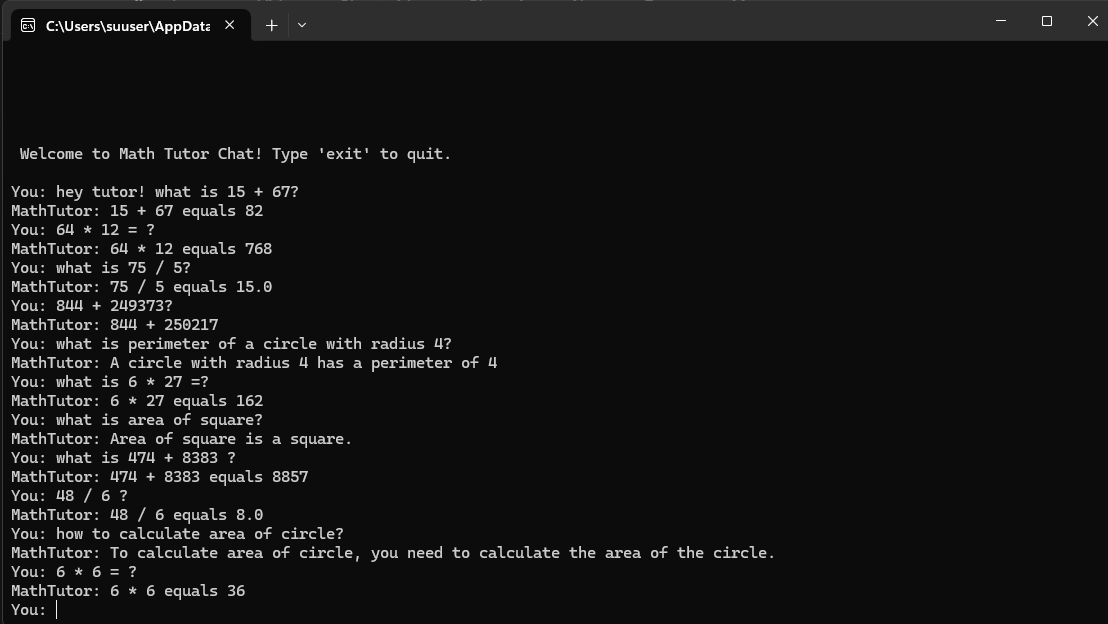 C:\Users\suuser\AppData
Welcome to Math Tutor Chat! Type 'exit' to quit.
You: hey tutor! what is 15 + 67?
MathTutor: 15 + 67 equals 82
You: 64 * 12 = ?
MathTutor: 64 * 12 equals 768
You: what is 75 / 5?
MathTutor: 75 / 5 equals 15.0
You: 844 + 249373?
MathTutor: 844 + 250217
You: what is perimeter of a circle with radius 4?
MathTutor: A circle with radius 4 has a perimeter of 4
You: what is 6 * 27 =?
MathTutor: 6 * 27 equals 162
You: what is area of square?
MathTutor: Area of square is a square.
You: what is 474 + 8383 ?
MathTutor: 474 + 8383 equals 8857
You: 48 / 6 ?
MathTutor: 48 / 6 equals 8.0
You: how to calculate area of circle?
MathTutor: To calculate area of circle, you need to calculate the area of the circle.
You: 6 * 6 = ?
MathTutor: 6 * 6 equals 36
You: